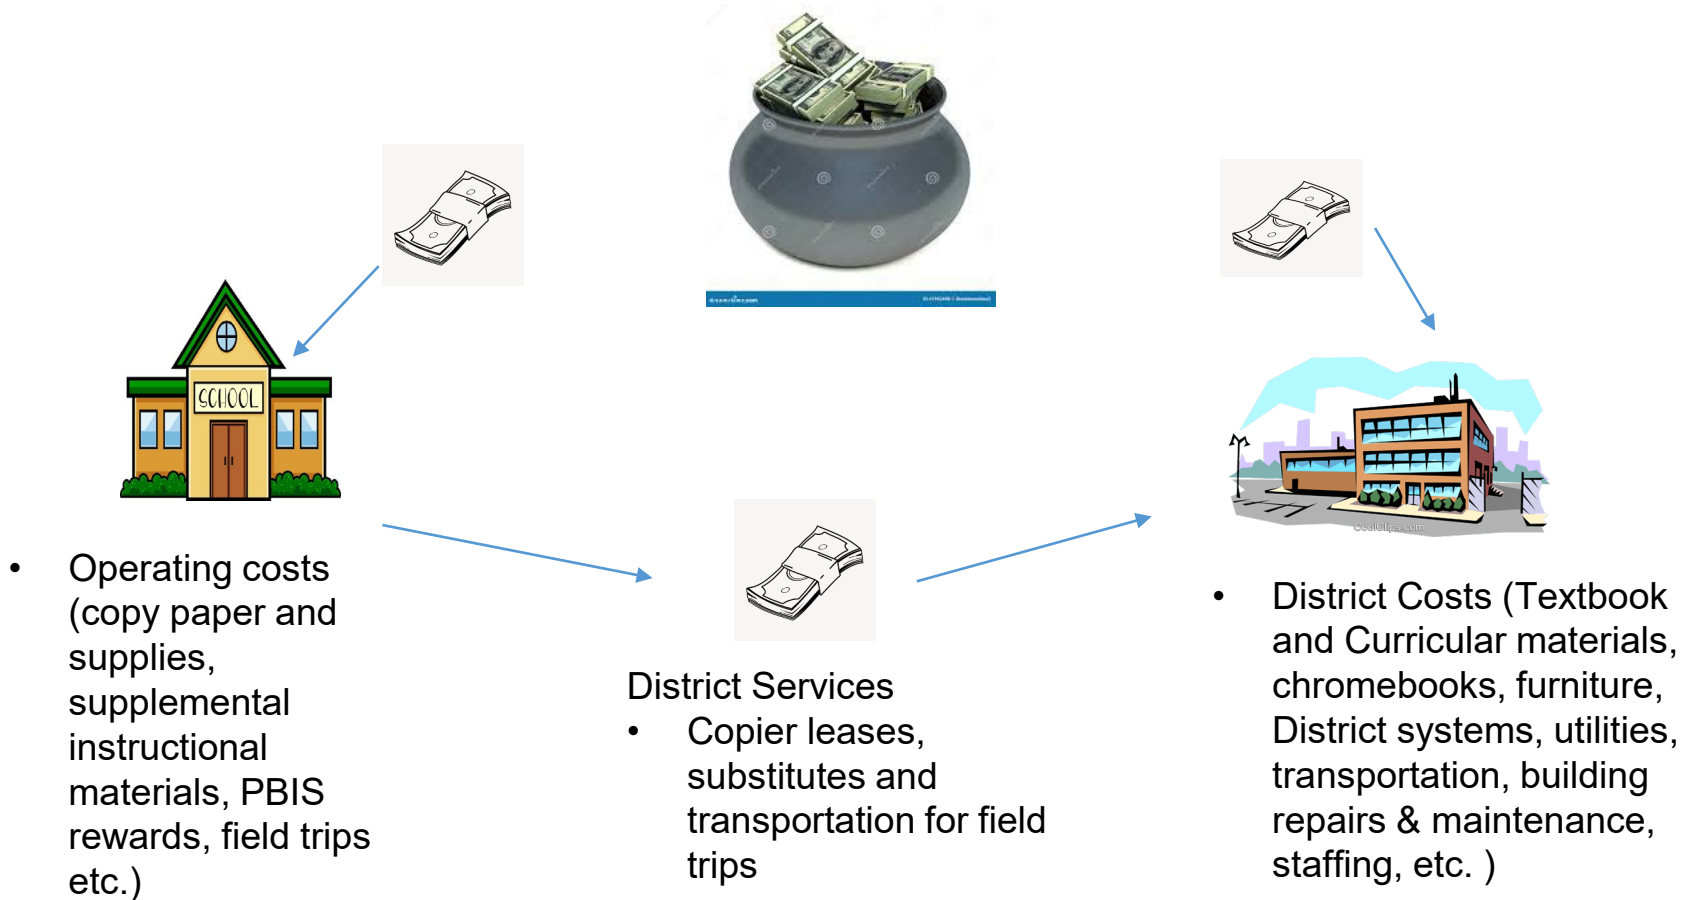 SCHOOL
CoolClips.com
• Operating costs
(copy paper and
supplies,
supplemental
instructional
materials, PBIS
rewards, field trips
etc.)
District Services
• Copier leases,
substitutes and
transportation for field
trips
• District Costs (Textbook
and Curricular materials,
chromebooks, furniture,
District systems, utilities,
transportation, building
repairs & maintenance,
staffing, etc. )